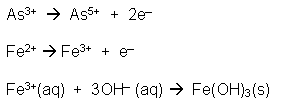 As³⁺ → As⁵⁺ + 2e⁻
Fe²⁺ → Fe³⁺ + e⁻
Fe³⁺(aq) + 3OH⁻ (aq) → Fe(OH)₃(s)